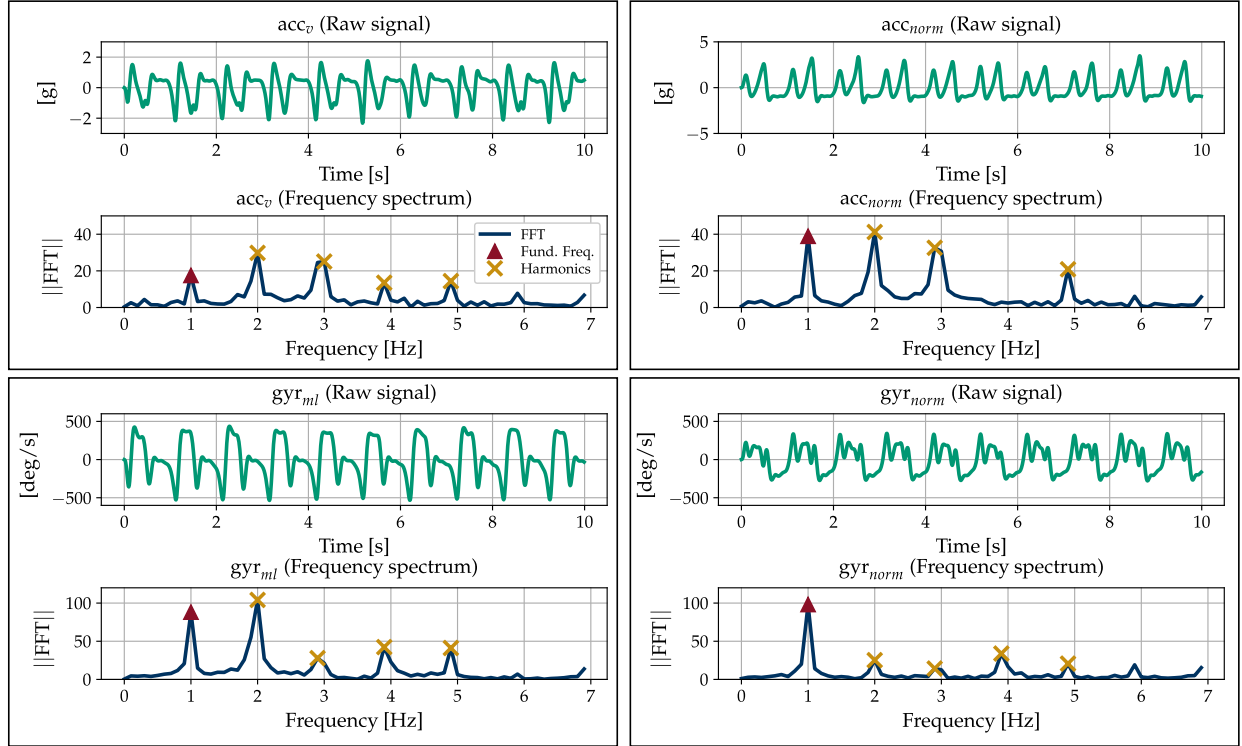 acc_v (Raw signal)
[g]
2
0
−2
0 2 4 6 8 10
Time [s]
acc_v (Frequency spectrum)
||FFT||
40
20
0
FFT
Fund. Freq.
Harmonics
0 1 2 3 4 5 6 7
Frequency [Hz]
acc_norm (Raw signal)
[g]
5
0
−5
0 2 4 6 8 10
Time [s]
acc_norm (Frequency spectrum)
||FFT||
40
20
0
0 1 2 3 4 5 6 7
Frequency [Hz]
gyr_ml (Raw signal)
[deg/s]
500
0
−500
0 2 4 6 8 10
Time [s]
gyr_ml (Frequency spectrum)
||FFT||
100
50
0
0 1 2 3 4 5 6 7
Frequency [Hz]
gyr_norm (Raw signal)
[deg/s]
500
0
−500
0 2 4 6 8 10
Time [s]
gyr_norm (Frequency spectrum)
||FFT||
100
50
0
0 1 2 3 4 5 6 7
Frequency [Hz]